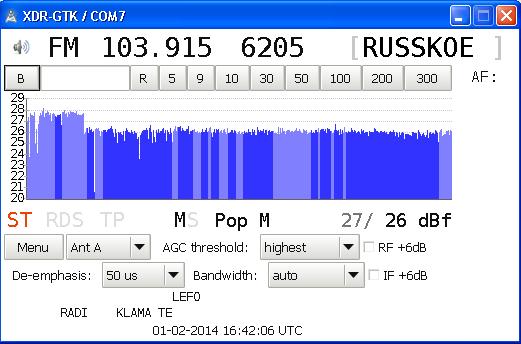 XDR-GTK / COM7
FM 103.915 6205 [RUSSKOE ]
B R 5 9 10 30 50 100 200 300 AF:
29
28
27
26
25
24
23
22
21
20
ST RDS TP MS Pop M 27/ 26 dBf
Menu Ant A AGC threshold: highest RF +6dB
De-emphasis: 50 us Bandwidth: auto IF +6dB
LEFO
RADI KLAMA TE
01-02-2014 16:42:06 UTC